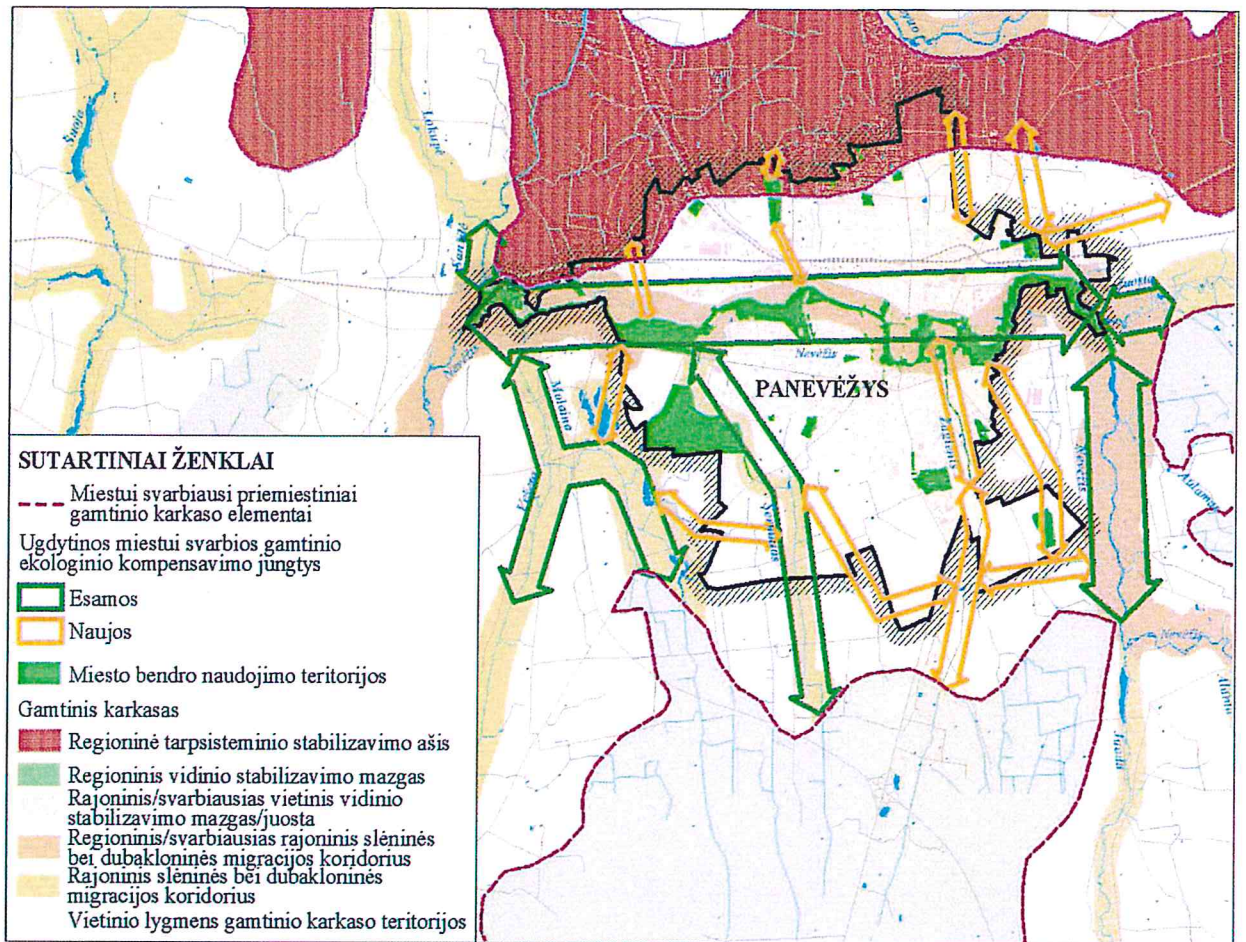 Šuoja
Nevėžis
Molaina
Nevėžis
PANEVĖŽYS
Nevėžis
Juosta
SUTARTINIAI ŽENKLAI
Miestui svarbiausi priemiestiniai
gamtinio karkaso elementai
Ugdytinos miestui svarbios gamtinio
ekologinio kompensavimo jungtys
Esamos
Naujos
Miesto bendro naudojimo teritorijos
Gamtinis karkasas
Regioninė tarpsisteminio stabilizavimo ašis
Regioninis vidinio stabilizavimo mazgas
Rajoninis/svarbiausias vietinis vidinio
stabilizavimo mazgas/juosta
Regioninis/svarbiausias rajoninis slėninės
bei dubakloninės migracijos koridorius
Rajoninis slėninės bei dubakloninės
migracijos koridorius
Vietinio lygmens gamtinio karkaso teritorijos